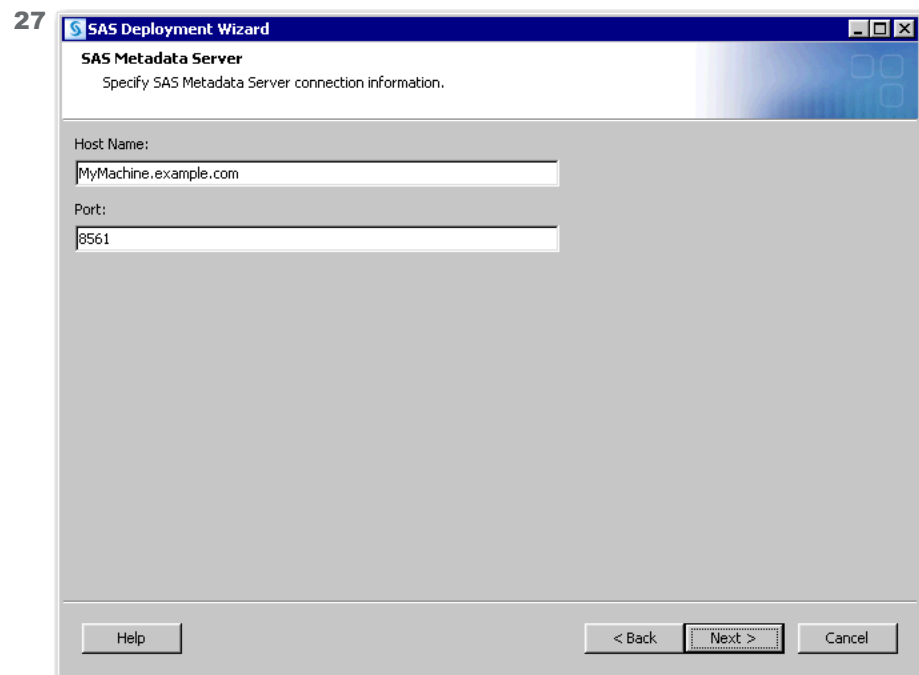 27
SAS Deployment Wizard
SAS Metadata Server
Specify SAS Metadata Server connection information.
Host Name:
MyMachine.example.com
Port:
8561
Help
< Back
Next >
Cancel